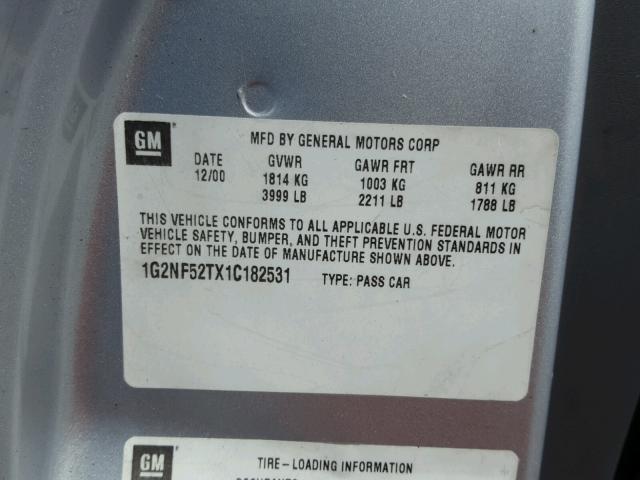 GM
MFD BY GENERAL MOTORS CORP
DATE GVWR GAWR FRT GAWR RR
12/00 1814 KG 1003 KG 811 KG
3999 LB 2211 LB 1788 LB
THIS VEHICLE CONFORMS TO ALL APPLICABLE U.S. FEDERAL MOTOR
VEHICLE SAFETY, BUMPER, AND THEFT PREVENTION STANDARDS IN
EFFECT ON THE DATE OF MANUFACTURE SHOWN ABOVE.
1G2NF52TX1C182531 TYPE: PASS CAR
GM
TIRE-LOADING INFORMATION